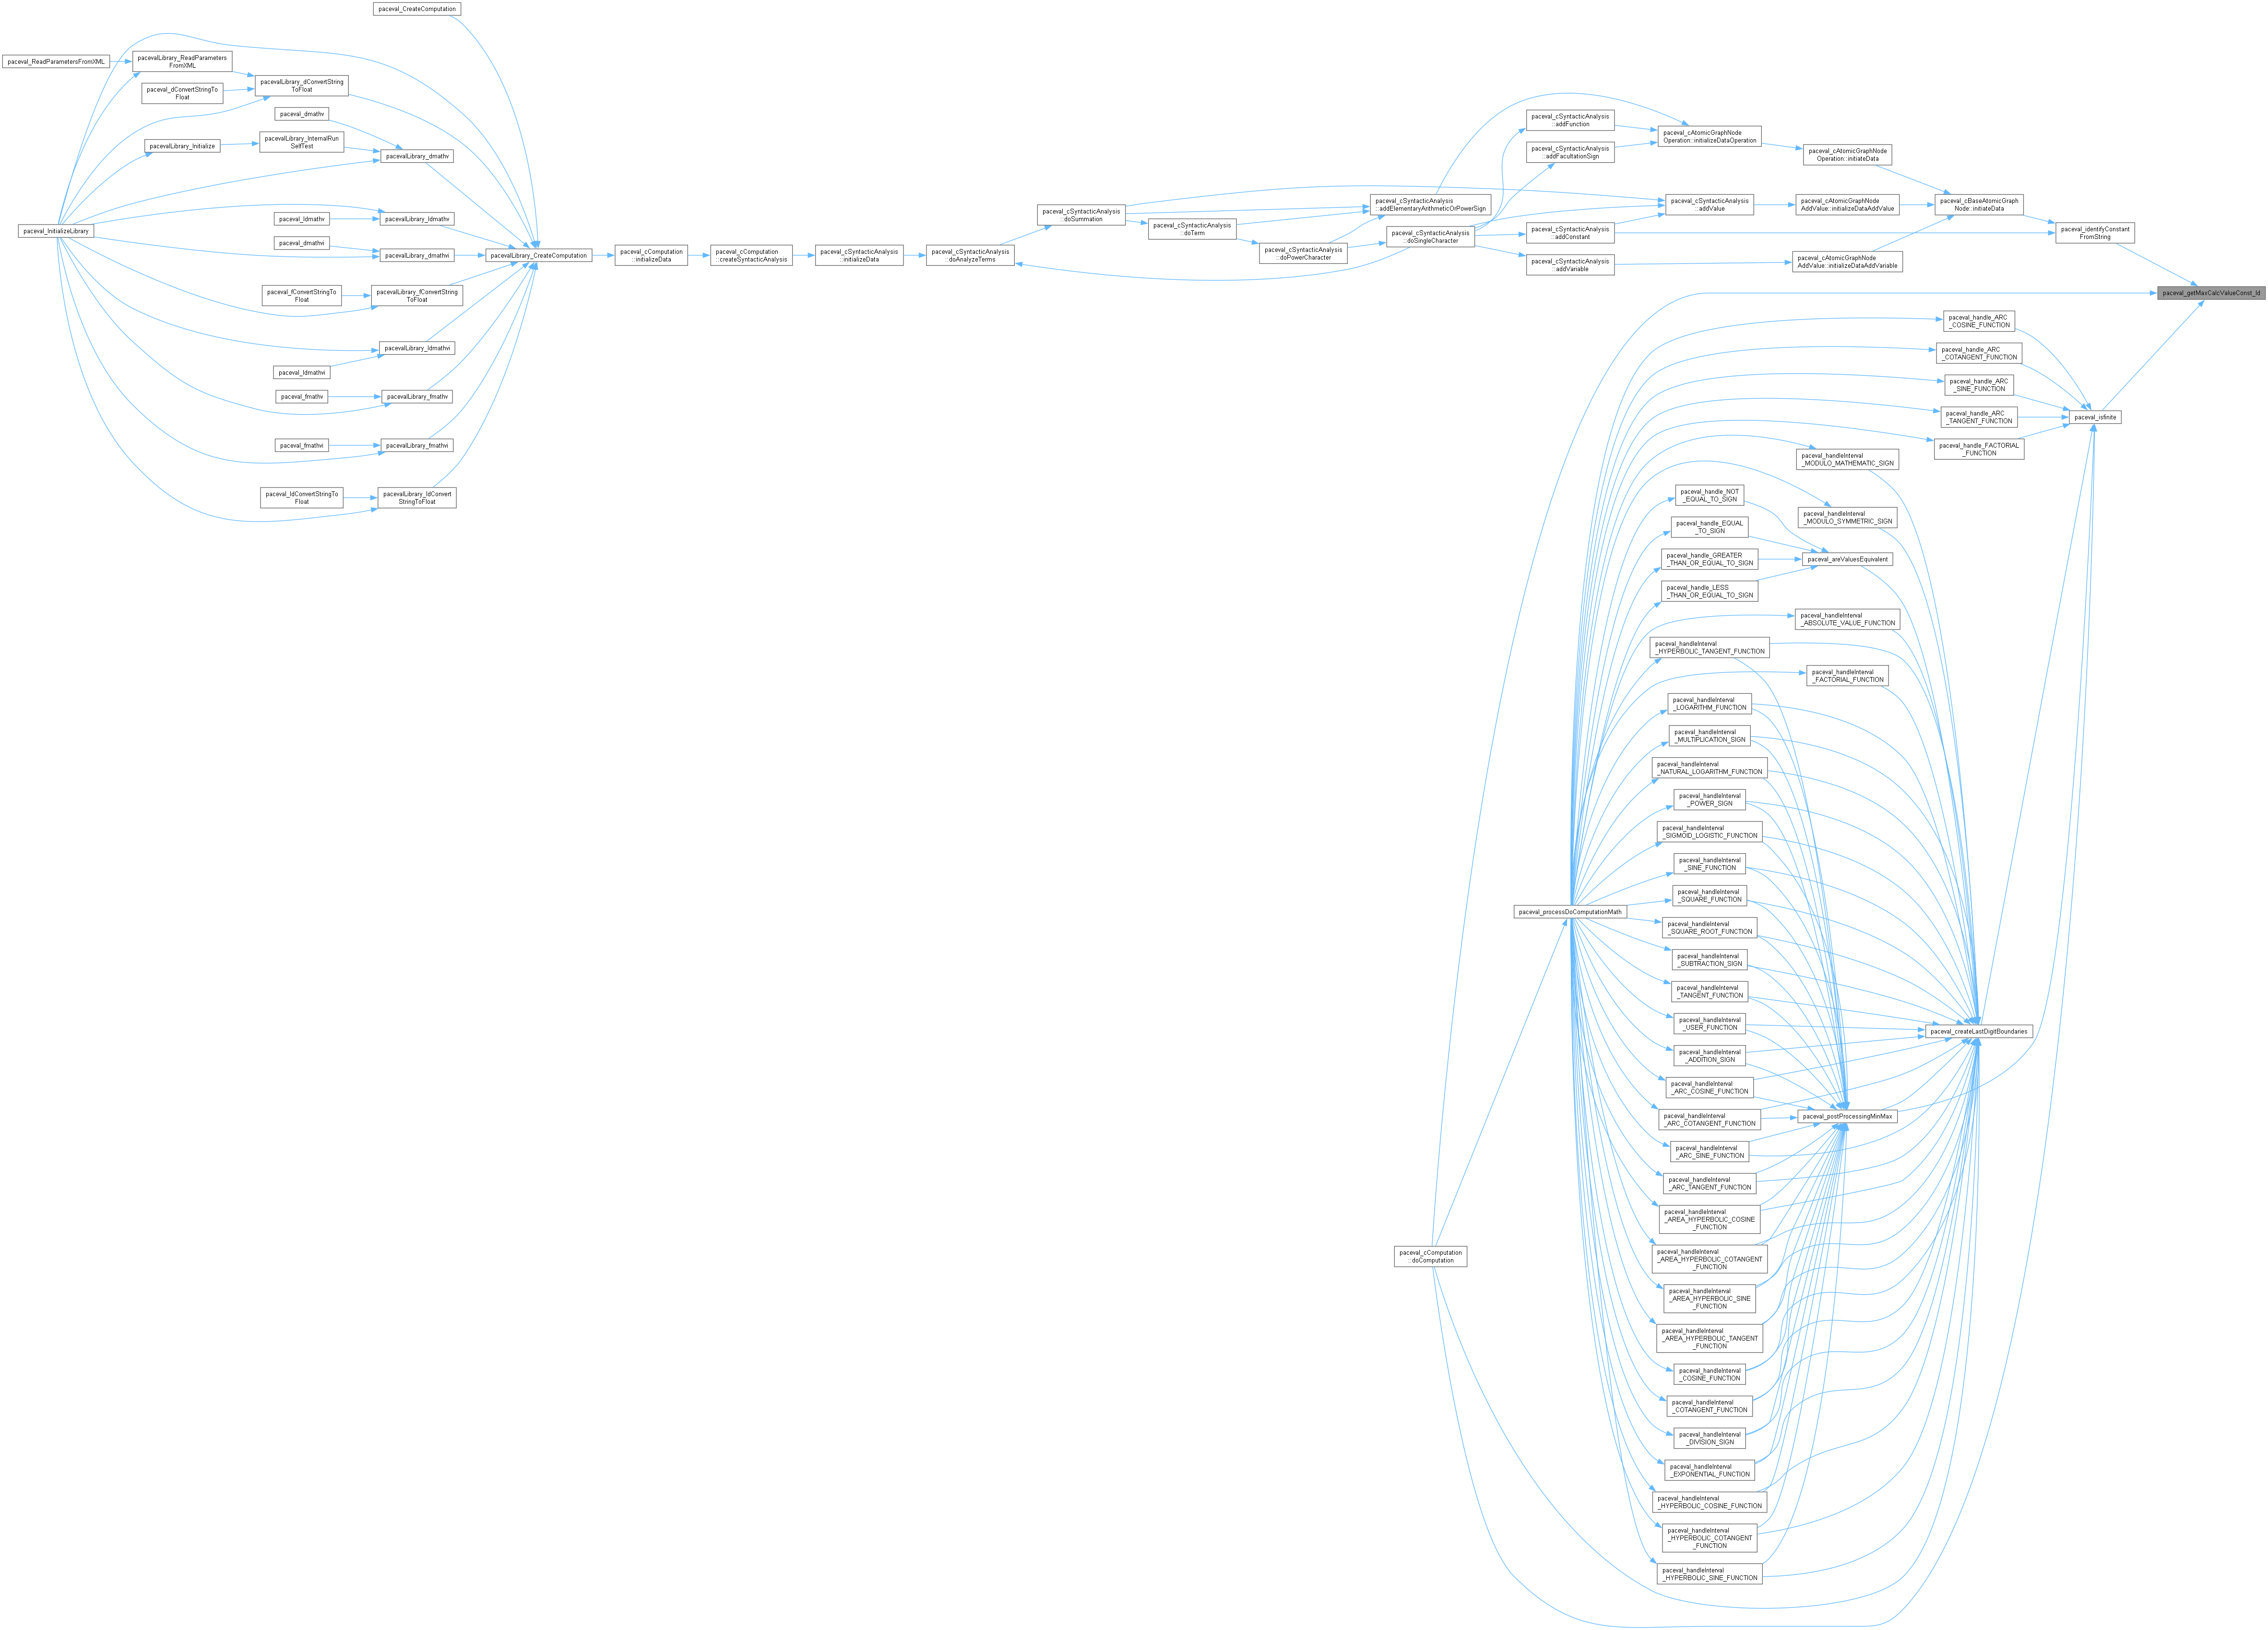 paceval_CreateComputation
paceval_ReadParametersFromXML
pacevalLibrary_ReadParameters
FromXML
pacevalLibrary_dConvertString
ToFloat
paceval_dConvertStringTo
Float
paceval_dmathv
pacevalLibrary_Initialize
pacevalLibrary_InternalRun
SelfTest
pacevalLibrary_dmathv
paceval_InitializeLibrary
paceval_ldmathv
pacevalLibrary_ldmathv
paceval_dmathvi
pacevalLibrary_dmathvi
pacevalLibrary_CreateComputation
paceval_fConvertStringTo
Float
pacevalLibrary_fConvertString
ToFloat
pacevalLibrary_ldmathvi
paceval_ldmathvi
paceval_fmathv
pacevalLibrary_fmathv
paceval_fmathvi
pacevalLibrary_fmathvi
paceval_ldConvertStringTo
Float
pacevalLibrary_ldConvert
StringToFloat
paceval_cComputation
::initializeData
paceval_cComputation
::createSyntacticAnalysis
paceval_cSyntacticAnalysis
::initializeData
paceval_cSyntacticAnalysis
::doAnalyzeTerms
paceval_cSyntacticAnalysis
::doSummation
paceval_cSyntacticAnalysis
::doTerm
paceval_cSyntacticAnalysis
::doPowerCharacter
paceval_cSyntacticAnalysis
::addElementaryArithmeticOrPowerSign
paceval_cSyntacticAnalysis
::doSingleCharacter
paceval_cSyntacticAnalysis
::addFunction
paceval_cSyntacticAnalysis
::addFacultationSign
paceval_cSyntacticAnalysis
::addConstant
paceval_cSyntacticAnalysis
::addVariable
paceval_cAtomicGraphNode
Operation::initializeDataOperation
paceval_cSyntacticAnalysis
::addValue
paceval_cAtomicGraphNode
Operation::initiateData
paceval_cAtomicGraphNode
AddValue::initializeDataAddValue
paceval_cAtomicGraphNode
AddValue::initializeDataAddVariable
paceval_cBaseAtomicGraph
Node::initiateData
paceval_identifyConstant
FromString
paceval_getMaxCalcValueConst_ld
paceval_handle_ARC
_COSINE_FUNCTION
paceval_handle_ARC
_COTANGENT_FUNCTION
paceval_handle_ARC
_SINE_FUNCTION
paceval_handle_ARC
_TANGENT_FUNCTION
paceval_isfinite
paceval_handle_FACTORIAL
_FUNCTION
paceval_handleInterval
_MODULO_MATHEMATIC_SIGN
paceval_handle_NOT
_EQUAL_TO_SIGN
paceval_handleInterval
_MODULO_SYMMETRIC_SIGN
paceval_handle_EQUAL
_TO_SIGN
paceval_handle_GREATER
_THAN_OR_EQUAL_TO_SIGN
paceval_areValuesEquivalent
paceval_handle_LESS
_THAN_OR_EQUAL_TO_SIGN
paceval_handleInterval
_ABSOLUTE_VALUE_FUNCTION
paceval_handleInterval
_HYPERBOLIC_TANGENT_FUNCTION
paceval_handleInterval
_FACTORIAL_FUNCTION
paceval_handleInterval
_LOGARITHM_FUNCTION
paceval_handleInterval
_MULTIPLICATION_SIGN
paceval_handleInterval
_NATURAL_LOGARITHM_FUNCTION
paceval_handleInterval
_POWER_SIGN
paceval_handleInterval
_SIGMOID_LOGISTIC_FUNCTION
paceval_handleInterval
_SINE_FUNCTION
paceval_handleInterval
_SQUARE_FUNCTION
paceval_processDoComputationMath
paceval_handleInterval
_SQUARE_ROOT_FUNCTION
paceval_handleInterval
_SUBTRACTION_SIGN
paceval_handleInterval
_TANGENT_FUNCTION
paceval_handleInterval
_USER_FUNCTION
paceval_createLastDigitBoundaries
paceval_handleInterval
_ADDITION_SIGN
paceval_handleInterval
_ARC_COSINE_FUNCTION
paceval_handleInterval
_ARC_COTANGENT_FUNCTION
paceval_postProcessingMinMax
paceval_handleInterval
_ARC_SINE_FUNCTION
paceval_handleInterval
_ARC_TANGENT_FUNCTION
paceval_handleInterval
_AREA_HYPERBOLIC_COSINE
_FUNCTION
paceval_cComputation
::doComputation
paceval_handleInterval
_AREA_HYPERBOLIC_COTANGENT
_FUNCTION
paceval_handleInterval
_AREA_HYPERBOLIC_SINE
_FUNCTION
paceval_handleInterval
_AREA_HYPERBOLIC_TANGENT
_FUNCTION
paceval_handleInterval
_COSINE_FUNCTION
paceval_handleInterval
_COTANGENT_FUNCTION
paceval_handleInterval
_DIVISION_SIGN
paceval_handleInterval
_EXPONENTIAL_FUNCTION
paceval_handleInterval
_HYPERBOLIC_COSINE_FUNCTION
paceval_handleInterval
_HYPERBOLIC_COTANGENT
_FUNCTION
paceval_handleInterval
_HYPERBOLIC_SINE_FUNCTION